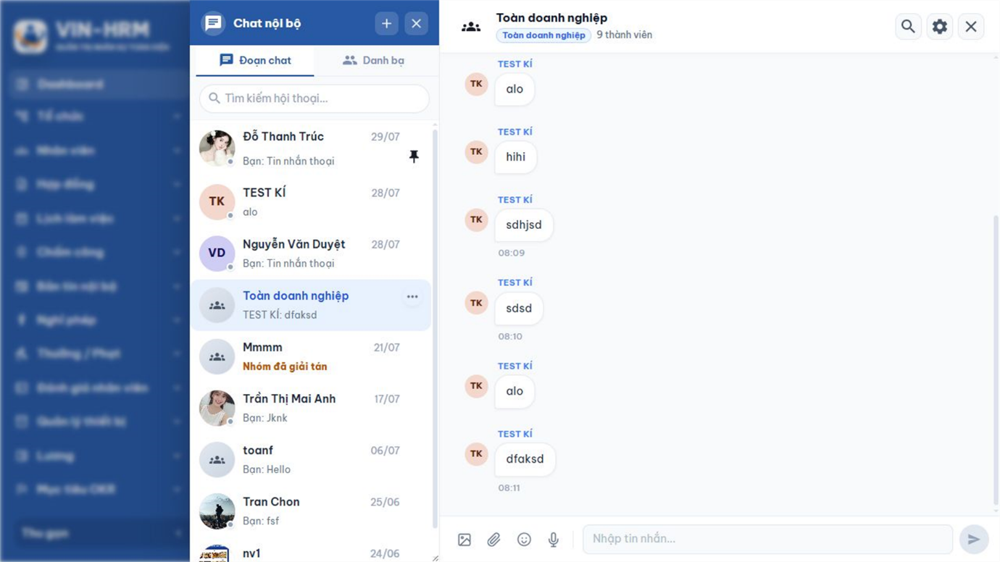 VIN-HRM
Dashboard
Tổ chức
Nhân viên
Hợp đồng
Lịch làm việc
Chấm công
Bản tin nội bộ
Nghỉ phép
Thưởng / Phạt
Đánh giá nhân viên
Quản lý thiết bị
Lương
Mục tiêu OKR
Thu gọn
Chat nội bộ
Đoạn chat
Danh bạ
Tìm kiếm hội thoại...
Đỗ Thanh Trúc
29/07
Bạn: Tin nhắn thoại
TK
TEST KÍ
28/07
alo
VD
Nguyễn Văn Duyệt
28/07
Bạn: Tin nhắn thoại
Toàn doanh nghiệp
TEST KÍ: dfaksd
Mmmm
21/07
Nhóm đã giải tán
Trần Thị Mai Anh
17/07
Bạn: Jknk
toanf
06/07
Bạn: Hello
Tran Chon
25/06
Bạn: fsf
nv1
24/06
Toàn doanh nghiệp
Toàn doanh nghiệp
9 thành viên
TEST KÍ
TK
alo
TEST KÍ
TK
hihi
TEST KÍ
TK
sdhjsd
08:09
TEST KÍ
TK
sdsd
08:10
TEST KÍ
TK
alo
TEST KÍ
TK
dfaksd
08:11
Nhập tin nhắn...